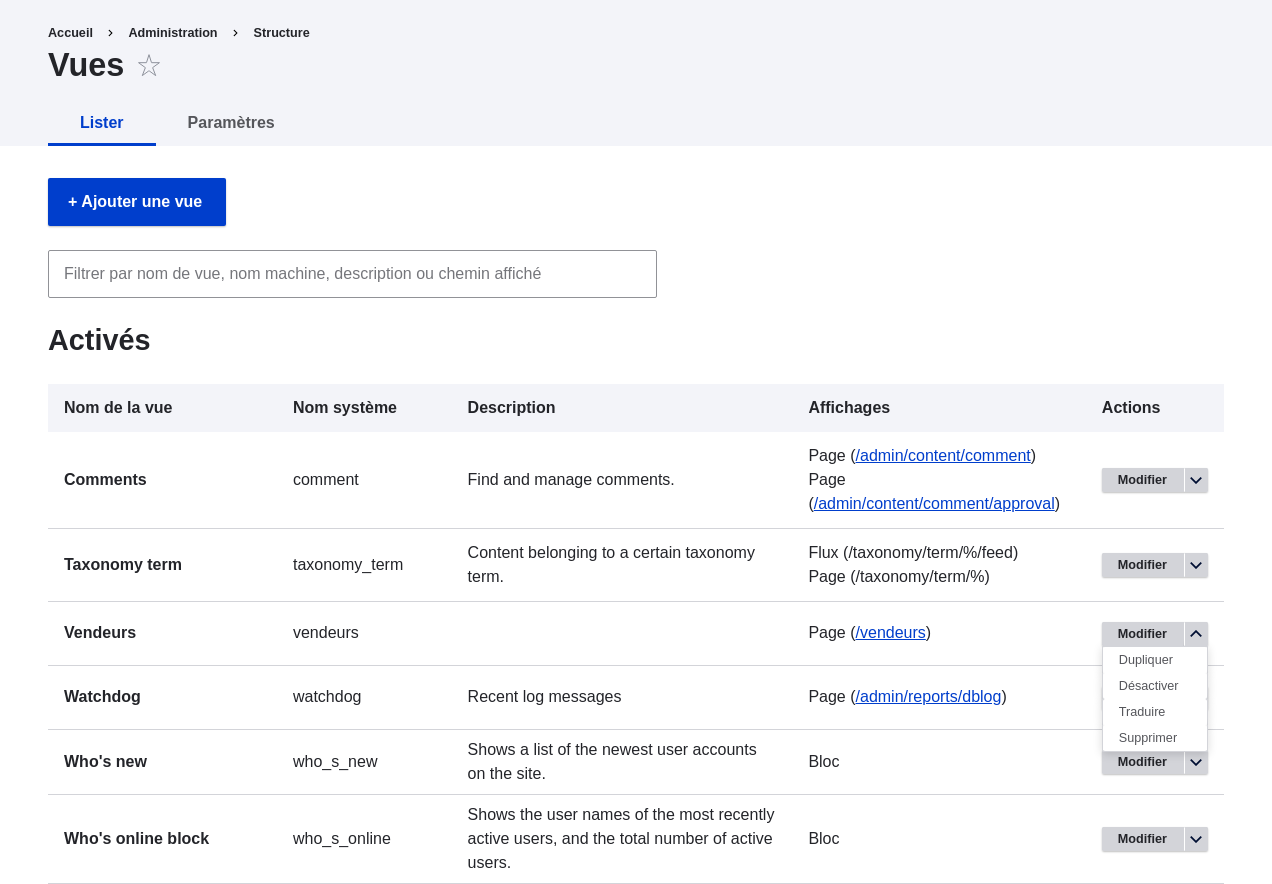 Accueil › Administration › Structure
Vues
Lister Paramètres
+ Ajouter une vue
Filtrer par nom de vue, nom machine, description ou chemin affiché
Activés
Nom de la vue Nom système Description Affichages Actions
Comments comment Find and manage comments. Page (/admin/content/comment)
Page
(/admin/content/comment/approval) Modifier
Taxonomy term taxonomy_term Content belonging to a certain taxonomy
term. Flux (/taxonomy/term/%/feed)
Page (/taxonomy/term/%) Modifier
Vendeurs vendeurs Page (/vendeurs) Modifier
Dupliquer
Désactiver
Traduire
Supprimer
Watchdog watchdog Recent log messages Page (/admin/reports/dblog)
Who's new who_s_new Shows a list of the newest user accounts
on the site. Bloc Modifier
Who's online block who_s_online Shows the user names of the most recently
active users, and the total number of active
users. Bloc Modifier